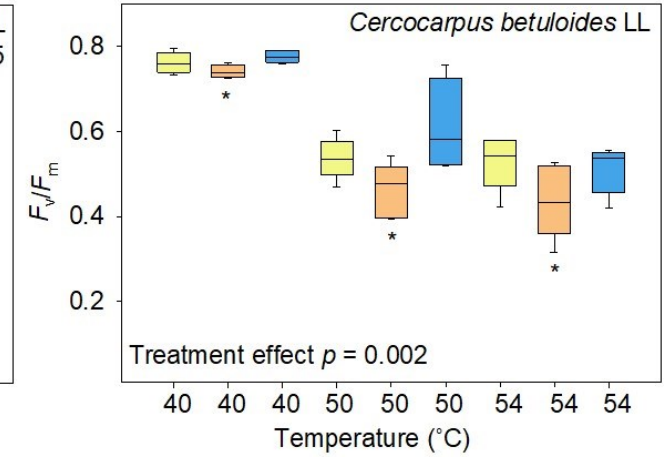 Cercocarpus betuloides LL
0.8
0.6
0.4
0.2
Fv/Fm
*
*
*
Treatment effect p = 0.002
40 40 40 50 50 50 54 54 54
Temperature (°C)